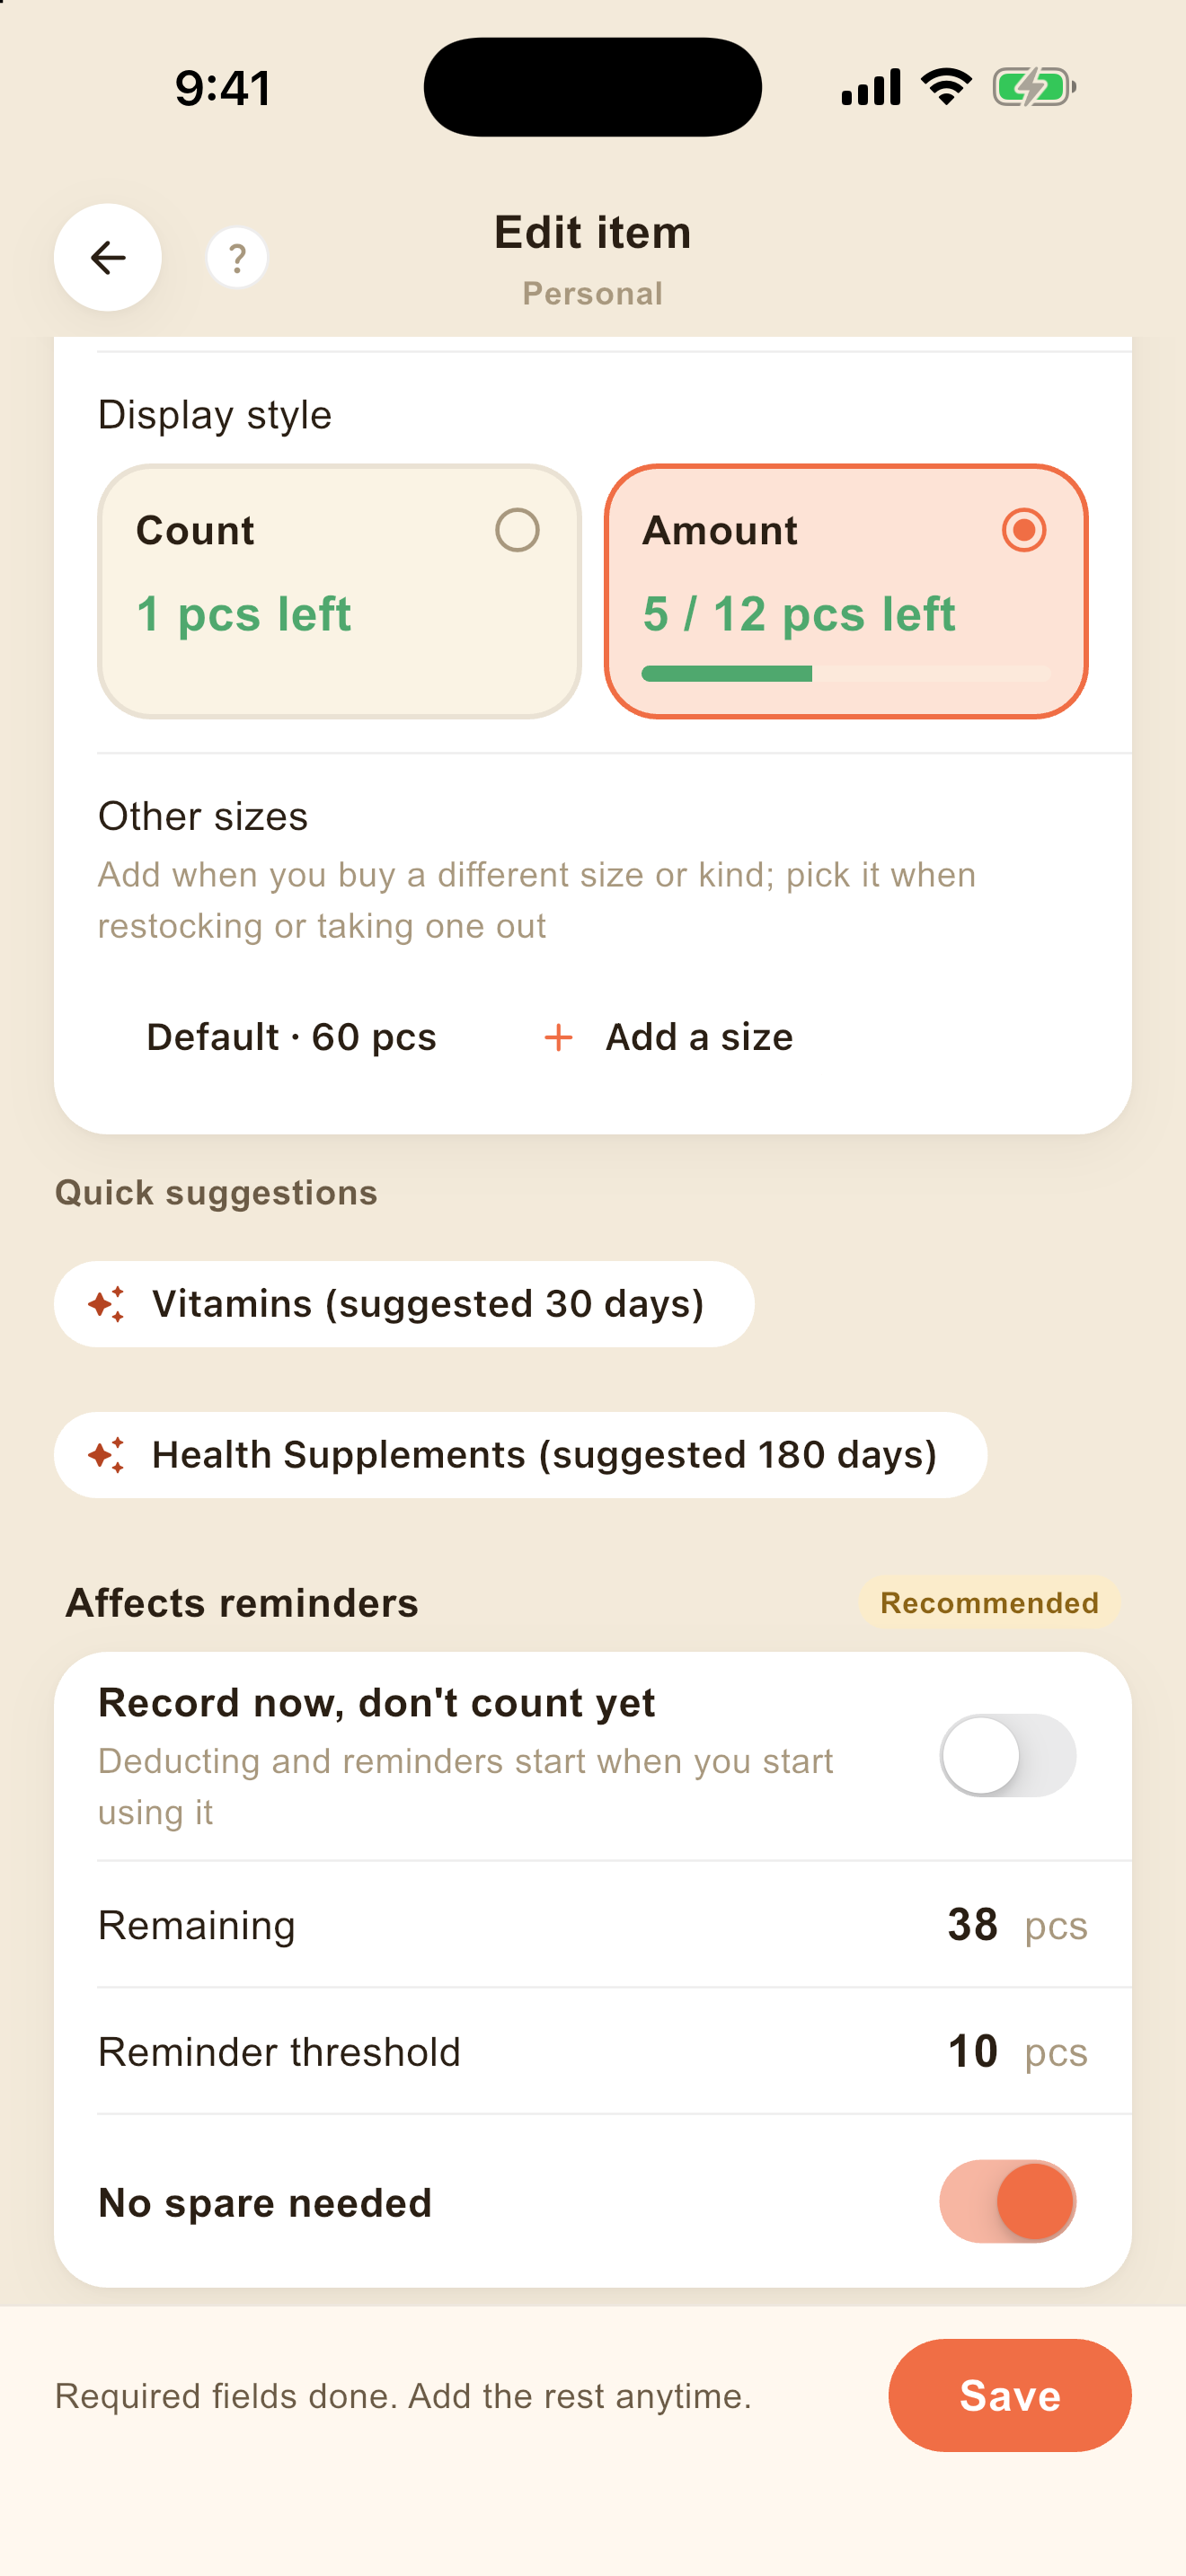 9:41
?
Edit item
Personal
Display style
Count
1 pcs left
Amount
5 / 12 pcs left
Other sizes
Add when you buy a different size or kind; pick it when
restocking or taking one out
Default · 60 pcs
+ Add a size
Quick suggestions
Vitamins (suggested 30 days)
Health Supplements (suggested 180 days)
Affects reminders
Recommended
Record now, don't count yet
Deducting and reminders start when you start
using it
Remaining 38 pcs
Reminder threshold 10 pcs
No spare needed
Required fields done. Add the rest anytime.
Save